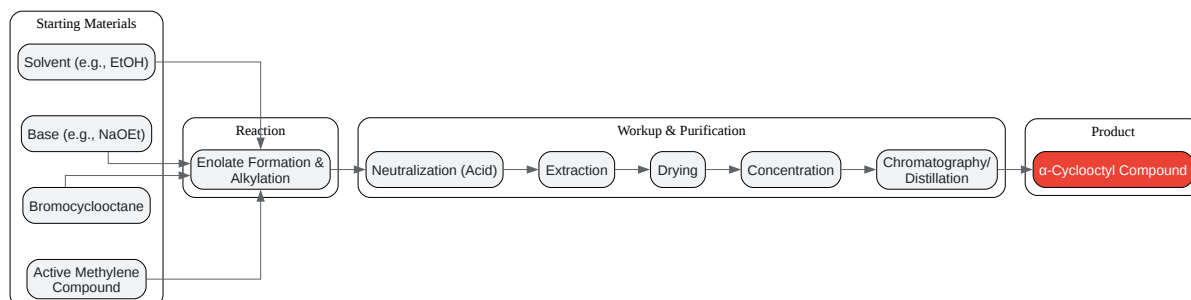 Starting Materials
Solvent (e.g., EtOH)
Base (e.g., NaOEt)
Bromocyclooctane
Active Methylene
Compound
Reaction
Enolate Formation &
Alkylation
Workup & Purification
Neutralization (Acid)
Extraction
Drying
Concentration
Chromatography/
Distillation
Product
α-Cyclooctyl Compound